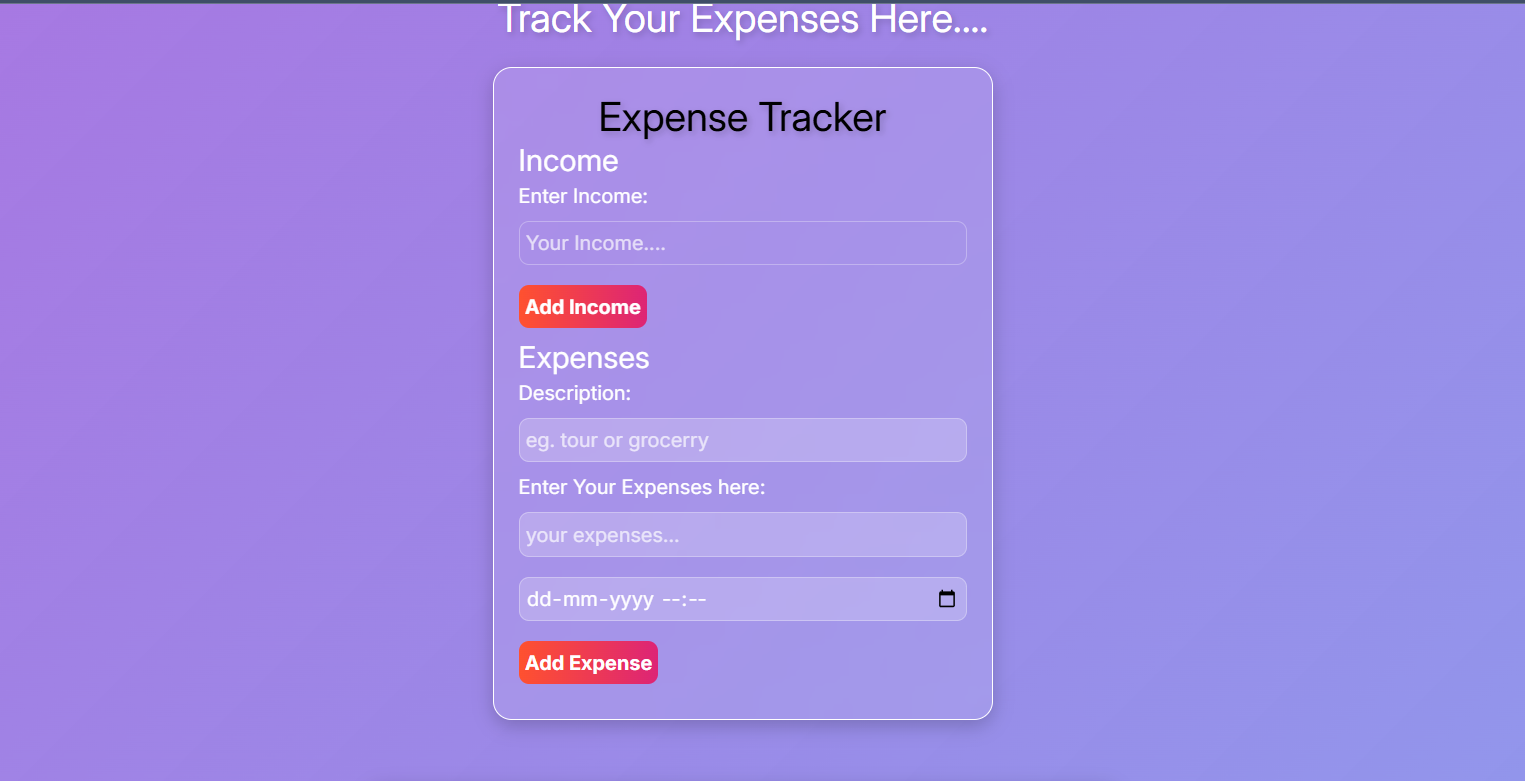 Track Your Expenses Here....
Expense Tracker
Income
Enter Income:
Your Income....
Add Income
Expenses
Description:
eg. tour or grocerry
Enter Your Expenses here:
your expenses...
dd-mm-yyyy --:--
Add Expense